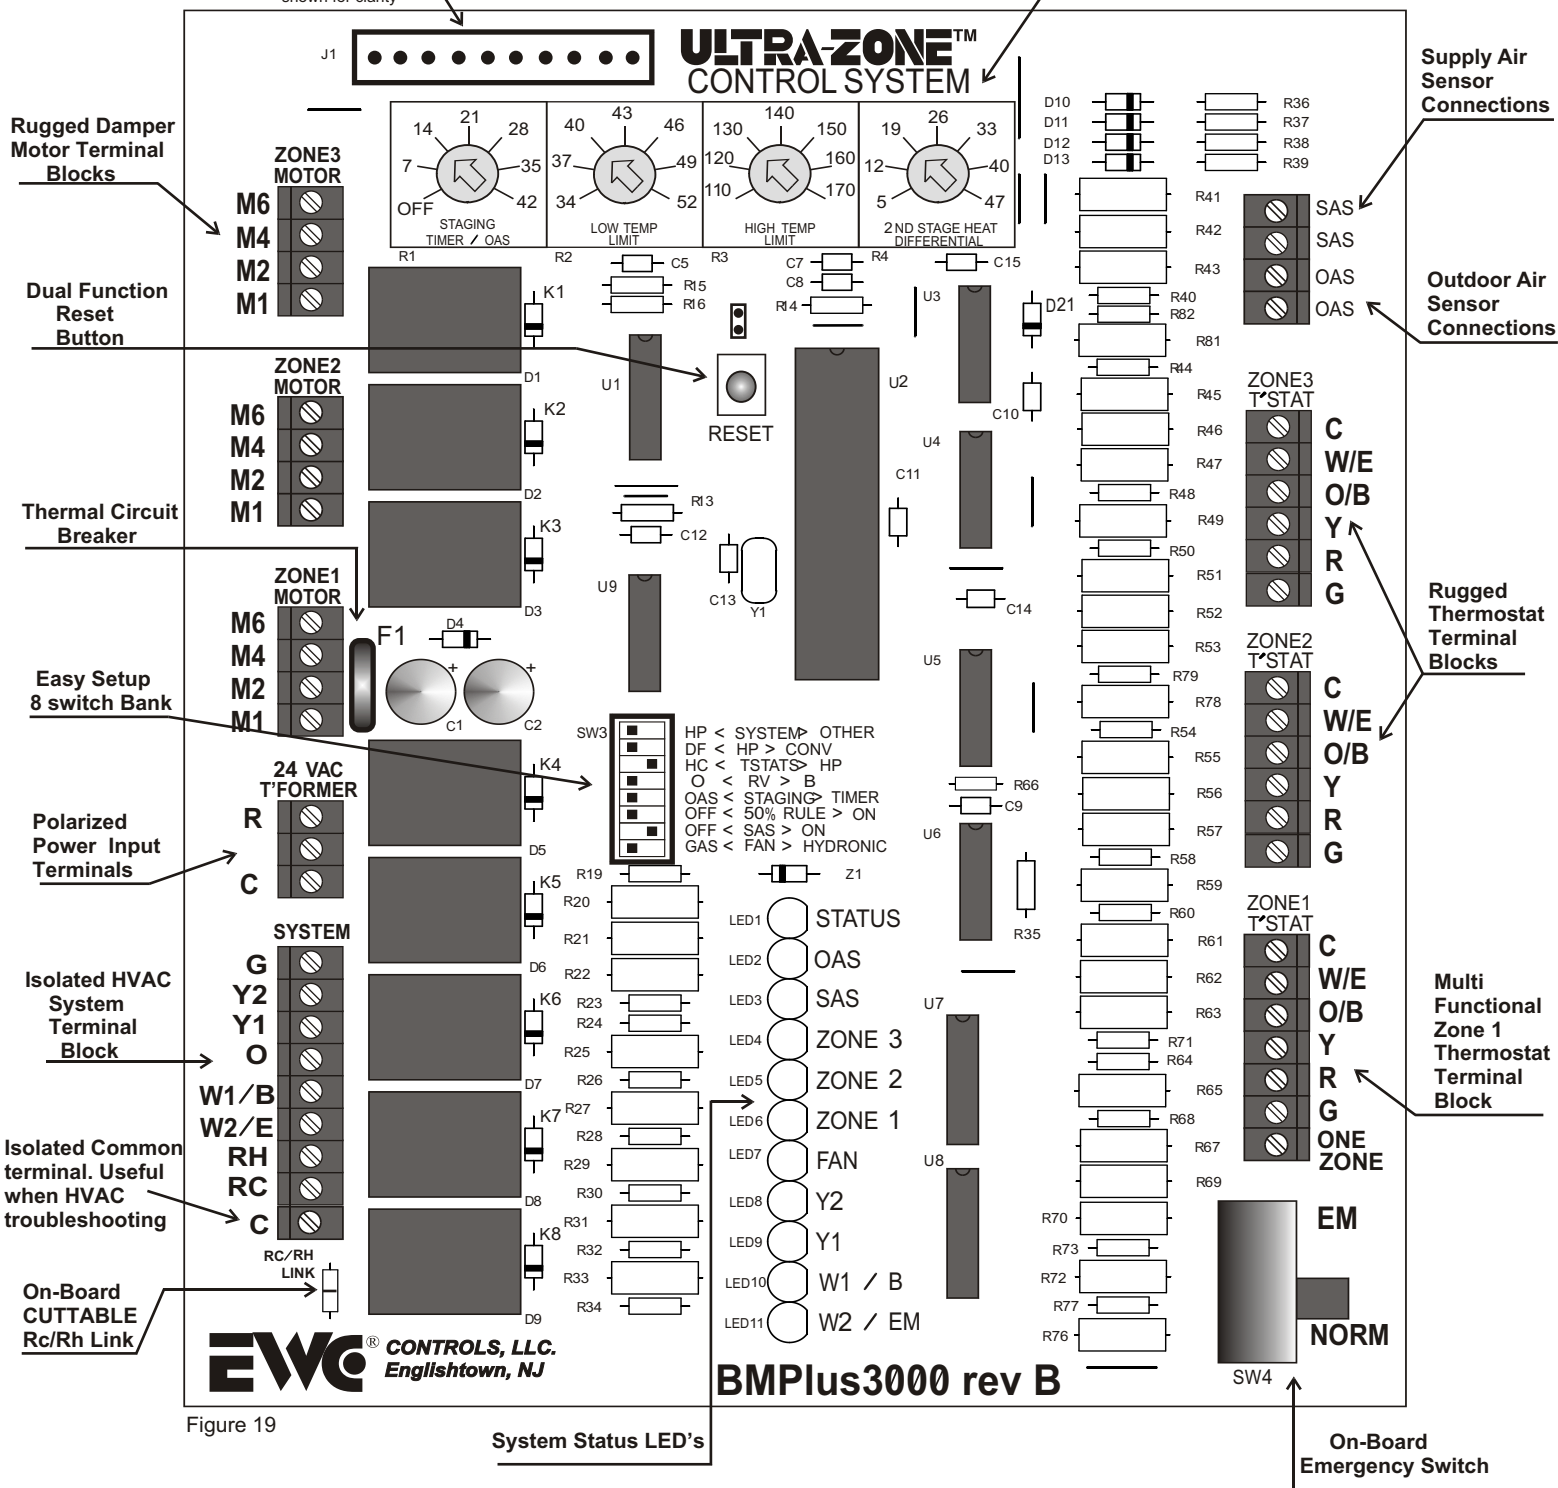 shown for clarity
J1
ULTRA-ZONE™
CONTROL SYSTEM
Supply Air
Sensor
Connections
Rugged Damper
Motor Terminal
Blocks
ZONE3
MOTOR
M6
M4
M2
M1
OFF 7 14 21 28 35 42
STAGING
TIMER / OAS
34 37 40 43 46 49 52
LOW TEMP
LIMIT
110 120 130 140 150 160 170
HIGH TEMP
LIMIT
5 12 19 26 33 40 47
2ND STAGE HEAT
DIFFERENTIAL
R1
R2
R3
R4
D10
D11
D12
D13
R36
R37
R38
R39
R41
R42
R43
R40
R82
R81
R44
R45
R46
R47
R48
R49
R50
R51
R52
R53
R79
R78
R54
R55
R56
R57
R58
R59
R60
R61
R62
R63
R71
R64
R65
R68
R67
R69
R70
R73
R72
R77
R76
SAS
SAS
OAS
OAS
Outdoor Air
Sensor
Connections
Dual Function
Reset
Button
K1
D1
K2
D2
K3
D3
C5
R15
R16
C7
C8
R14
C15
U3
D21
U1
RESET
U2
C10
U4
C11
R13
C12
C13
Y1
U9
C14
U5
R66
C9
U6
R35
U7
U8
ZONE2
MOTOR
M6
M4
M2
M1
Thermal Circuit
Breaker
ZONE1
MOTOR
M6
M4
M2
M1
F1
D4
+
C1
+
C2
Easy Setup
8 switch Bank
SW3
HP < SYSTEM> OTHER
DF < HP > CONV
HC < TSTATS> HP
O < RV > B
OAS < STAGING> TIMER
OFF < 50% RULE > ON
OFF < SAS > ON
GAS < FAN > HYDRONIC
24 VAC
T'FORMER
R
C
Polarized
Power Input
Terminals
K4
D5
K5
D6
K6
D7
K7
D8
K8
D9
R19
R20
R21
R22
R23
R24
R25
R26
R27
R28
R29
R30
R31
R32
R33
R34
Z1
LED1 STATUS
LED2 OAS
LED3 SAS
LED4 ZONE 3
LED5 ZONE 2
LED6 ZONE 1
LED7 FAN
LED8 Y2
LED9 Y1
LED10 W1 / B
LED11 W2 / EM
SYSTEM
G
Y2
Y1
O
W1/B
W2/E
RH
RC
C
Isolated HVAC
System
Terminal
Block
Isolated Common
terminal. Useful
when HVAC
troubleshooting
RC/RH
LINK
On-Board
CUTTABLE
Rc/Rh Link
ZONE3
T'STAT
C
W/E
O/B
Y
R
G
Rugged
Thermostat
Terminal
Blocks
ZONE2
T'STAT
C
W/E
O/B
Y
R
G
ZONE1
T'STAT
C
W/E
O/B
Y
R
G
ONE
ZONE
Multi
Functional
Zone 1
Thermostat
Terminal
Block
EM
NORM
SW4
EWC® CONTROLS, LLC.
Englishtown, NJ
BMPlus3000 rev B
Figure 19
System Status LED's
On-Board
Emergency Switch